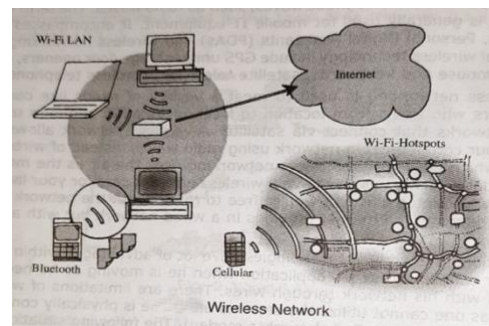 Wi-Fi LAN
Internet
Wi-Fi-Hotspots
Bluetooth
Cellular
Wireless Network